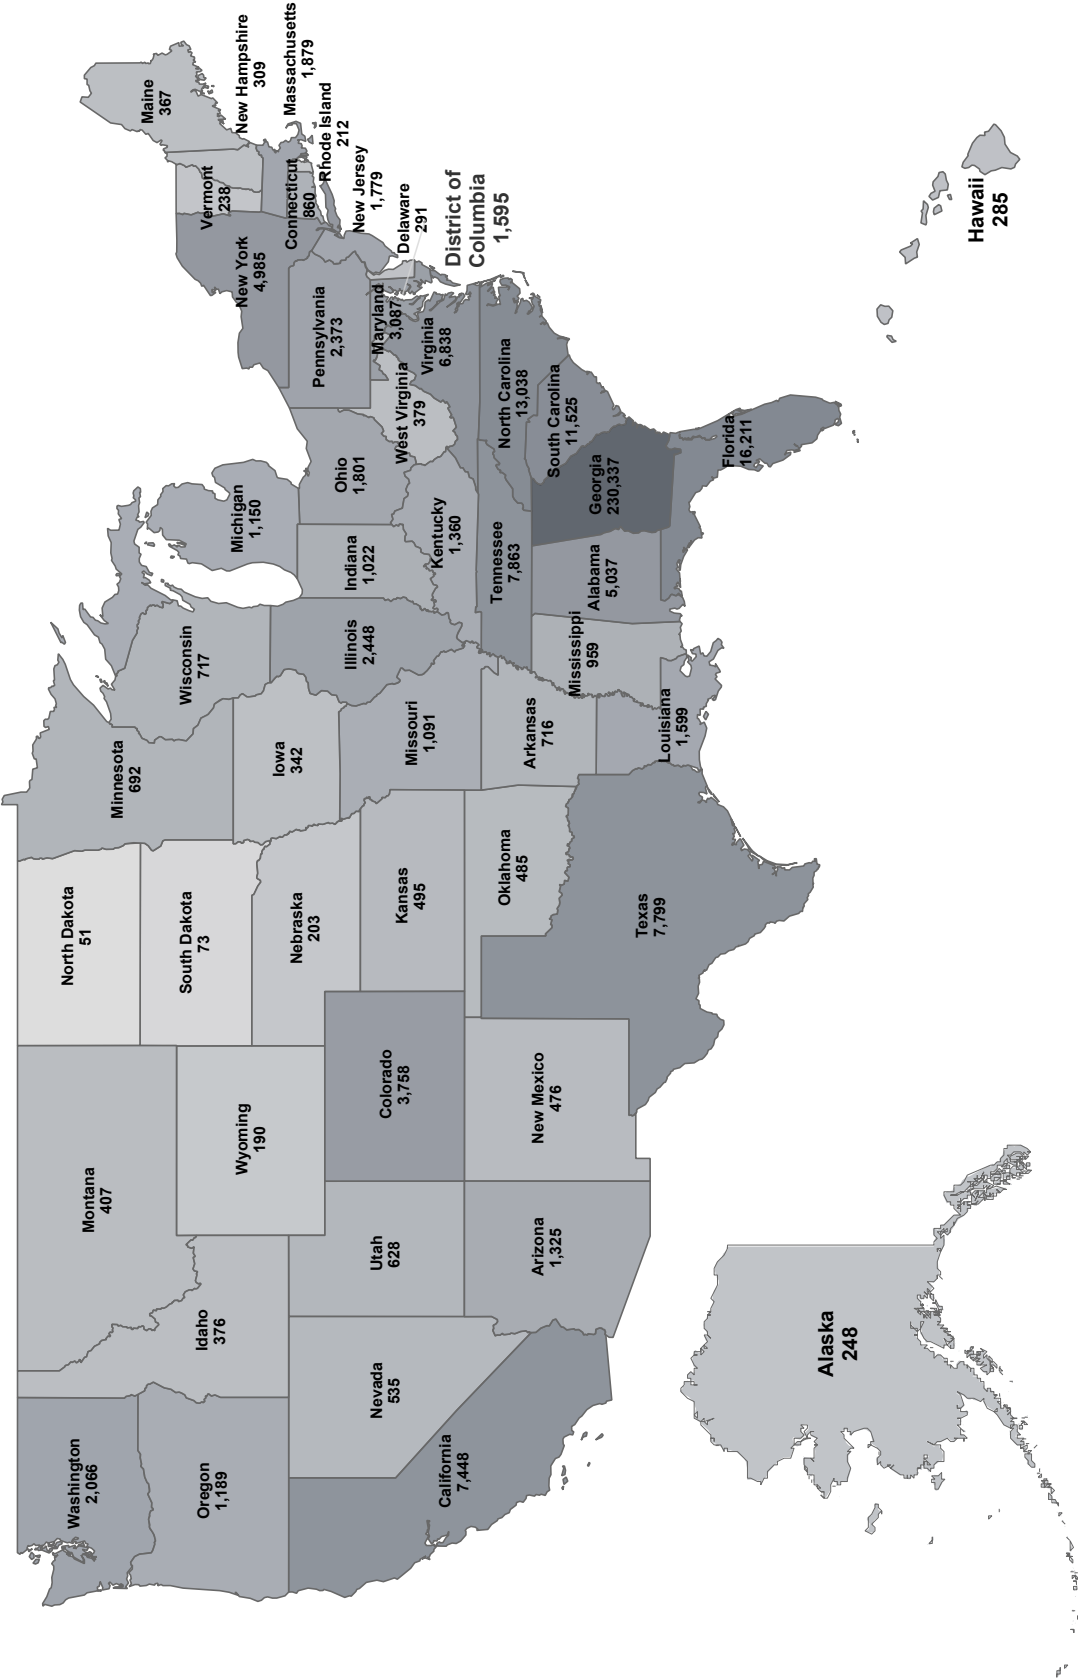 Washington
2,066
Oregon
1,189
California
7,448
Nevada
535
Idaho
376
Montana
407
Wyoming
190
Utah
628
Arizona
1,325
Colorado
3,758
New Mexico
476
North Dakota
51
South Dakota
73
Nebraska
203
Kansas
495
Oklahoma
485
Texas
7,799
Minnesota
692
Iowa
342
Missouri
1,091
Arkansas
716
Louisiana
1,599
Wisconsin
717
Illinois
2,448
Mississippi
959
Michigan
1,150
Indiana
1,022
Kentucky
1,360
Tennessee
7,863
Alabama
5,037
Ohio
1,801
Georgia
230,337
Florida
16,211
West Virginia
379
Virginia
6,838
North Carolina
13,038
South Carolina
11,525
Pennsylvania
2,373
Maryland
3,087
New York
4,985
Vermont
238
Connecticut
860
Maine
367
New Hampshire
309
Massachusetts
1,879
Rhode Island
212
New Jersey
1,779
Delaware
291
District of
Columbia
1,595
Alaska
248
Hawaii
285